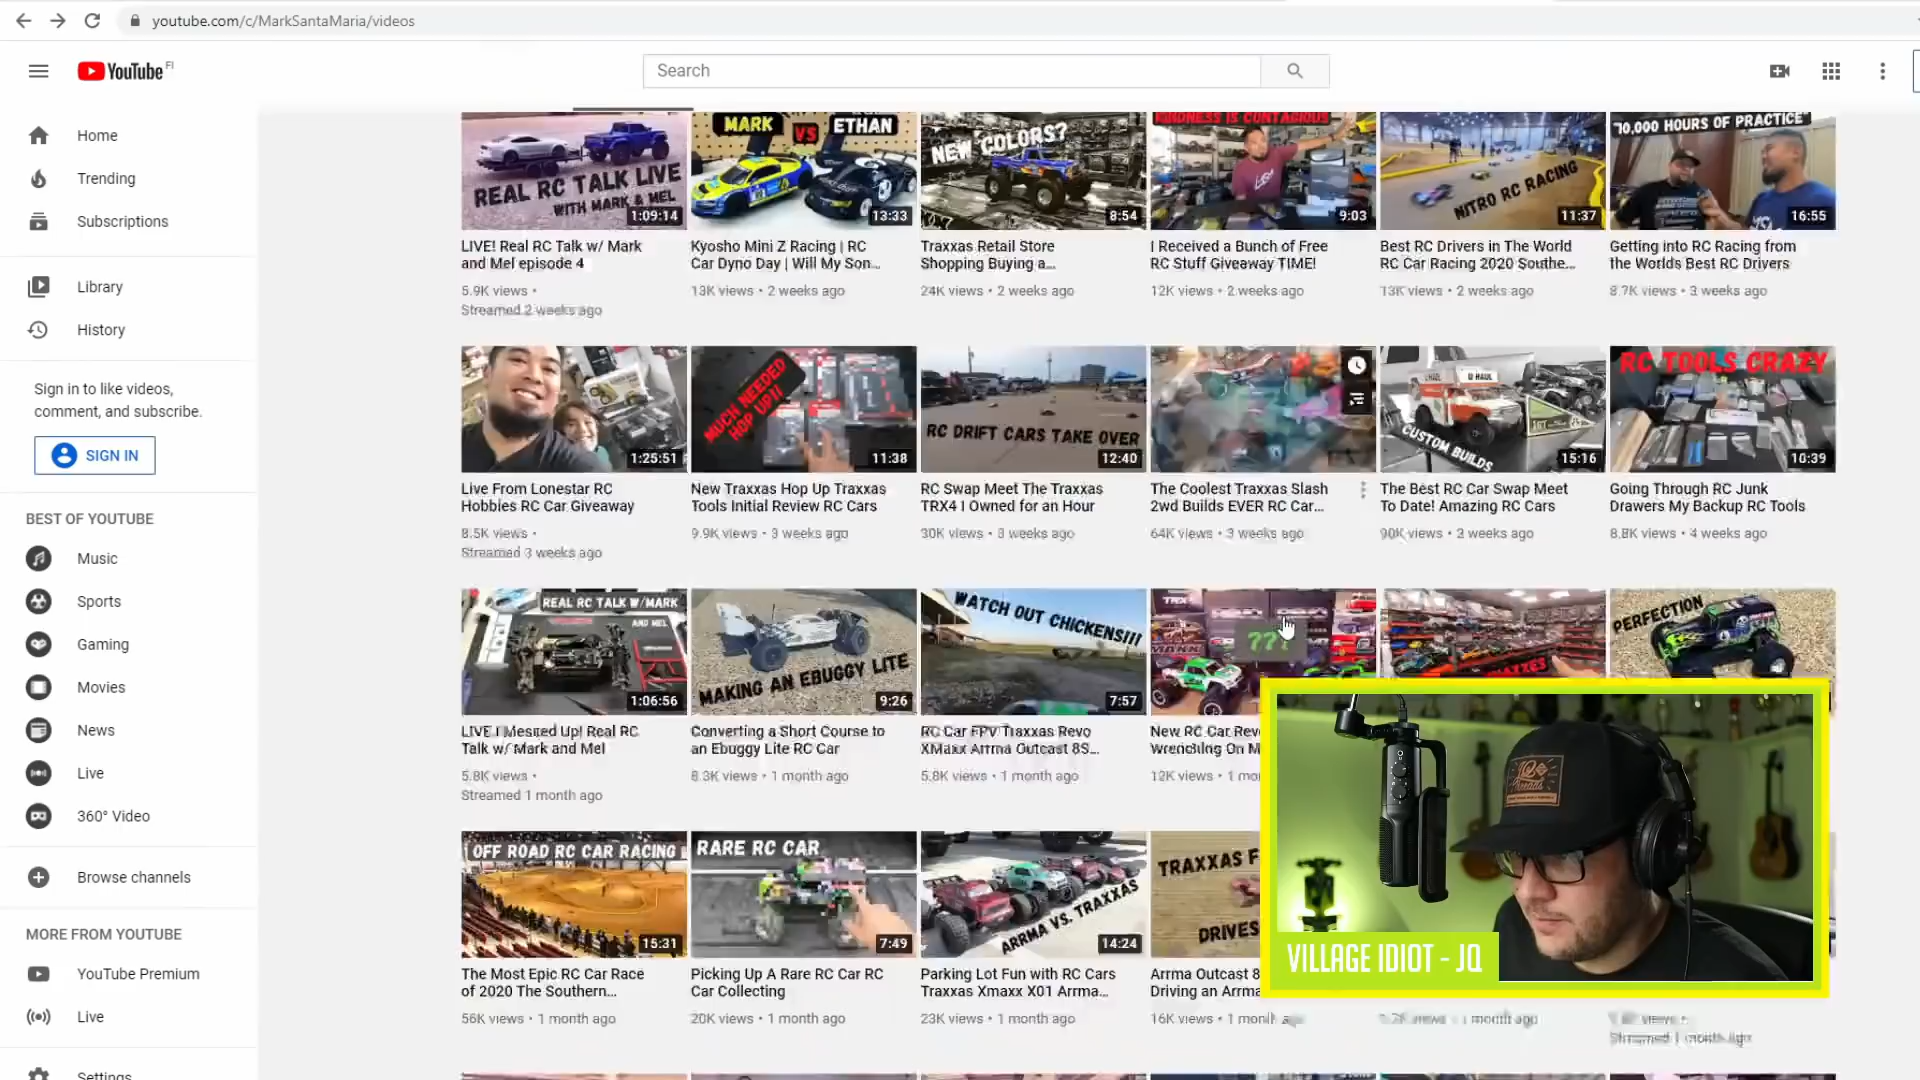 youtube.com/c/MarkSantaMaria/videos
YouTube FI
Search
Home
Trending
Subscriptions
Library
History
Sign in to like videos,
comment, and subscribe.
SIGN IN
BEST OF YOUTUBE
Music
Sports
Gaming
Movies
News
Live
360° Video
Browse channels
MORE FROM YOUTUBE
YouTube Premium
Live
Settings
REAL RC TALK LIVE
WITH MARK & MEL
1:09:14
LIVE! Real RC Talk w/ Mark
and Mel episode 4
5.9K views •
Streamed 2 weeks ago
MARK VS ETHAN
13:33
Kyosho Mini Z Racing | RC
Car Dyno Day | Will My Son...
13K views • 2 weeks ago
NEW COLORS?
8:54
Traxxas Retail Store
Shopping Buying a...
24K views • 2 weeks ago
KINDNESS IS CONTAGIOUS
9:03
I Received a Bunch of Free
RC Stuff Giveaway TIME!
12K views • 2 weeks ago
NITRO RC RACING
11:37
Best RC Drivers in The World
RC Car Racing 2020 Southe...
13K views • 2 weeks ago
"10,000 HOURS OF PRACTICE"
16:55
Getting into RC Racing from
the Worlds Best RC Drivers
8.7K views • 3 weeks ago
1:25:51
Live From Lonestar RC
Hobbies RC Car Giveaway
8.5K views •
Streamed 3 weeks ago
MUCH NEEDED
HOP UP!!
11:38
New Traxxas Hop Up Traxxas
Tools Initial Review RC Cars
9.9K views • 3 weeks ago
RC DRIFT CARS TAKE OVER
12:40
RC Swap Meet The Traxxas
TRX4 I Owned for an Hour
30K views • 3 weeks ago
The Coolest Traxxas Slash
2wd Builds EVER RC Car...
64K views • 3 weeks ago
U-HAUL
CUSTOM BUILDS
15:16
The Best RC Car Swap Meet
To Date! Amazing RC Cars
90K views • 2 weeks ago
RC TOOLS CRAZY
10:39
Going Through RC Junk
Drawers My Backup RC Tools
8.8K views • 4 weeks ago
REAL RC TALK W/MARK
AND MEL
1:06:56
LIVE I Messed Up! Real RC
Talk w/ Mark and Mel
5.8K views •
Streamed 1 month ago
MAKING AN EBUGGY LITE
9:26
Converting a Short Course to
an Ebuggy Lite RC Car
8.3K views • 1 month ago
WATCH OUT CHICKENS!!!
7:57
RC Car FPV Traxxas Revo
XMaxx Arrma Outcast 8S...
5.8K views • 1 month ago
???
New RC Car Rev
Wrenching On M
12K views • 1 mo
PERFECTION
OFF ROAD RC CAR RACING
15:31
The Most Epic RC Car Race
of 2020 The Southern...
56K views • 1 month ago
RARE RC CAR
7:49
Picking Up A Rare RC Car RC
Car Collecting
20K views • 1 month ago
ARRMA VS. TRAXXAS
14:24
Parking Lot Fun with RC Cars
Traxxas Xmaxx X01 Arrma...
23K views • 1 month ago
TRAXXAS F
DRIVES
Arrma Outcast 8
Driving an Arrma
16K views • 1 month ago
1 month ago
Streamed 1 month ago
JQ
Threads
VILLAGE IDIOT - JQ